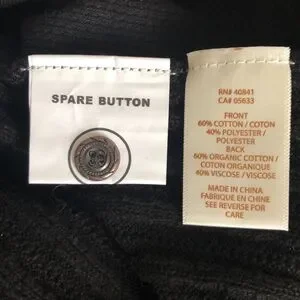 SPARE BUTTON
RN# 40841
CA# 05633
FRONT
60% COTTON / COTON
40% POLYESTER /
POLYESTER
BACK
60% ORGANIC COTTON /
COTON ORGANIQUE
40% VISCOSE / VISCOSE
MADE IN CHINA
FABRIQUÉ EN CHINE
SEE REVERSE FOR
CARE